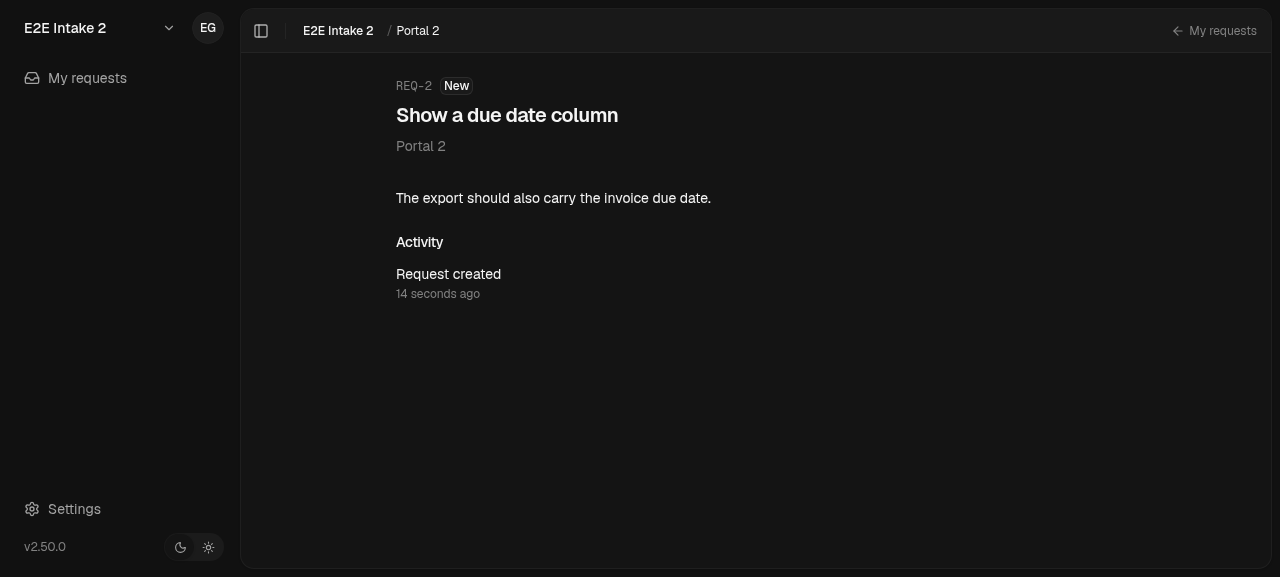 E2E Intake 2
EG
My requests
Settings
v2.50.0
E2E Intake 2 / Portal 2
My requests
REQ-2 New
Show a due date column
Portal 2
The export should also carry the invoice due date.
Activity
Request created
14 seconds ago